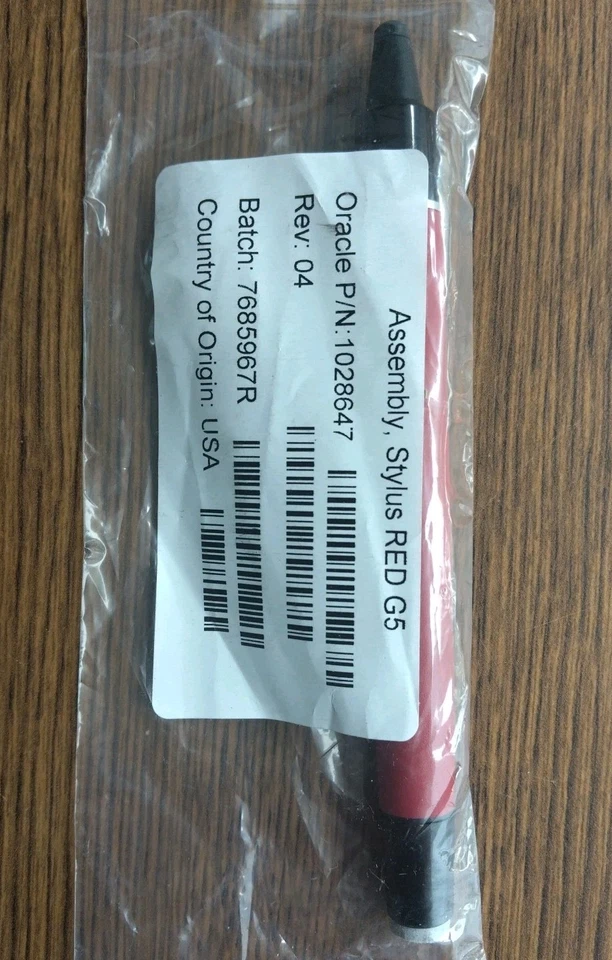 Assembly, Stylus RED G5
Oracle P/N:1028647
Rev: 04
Batch: 7685967R
Country of Origin: USA